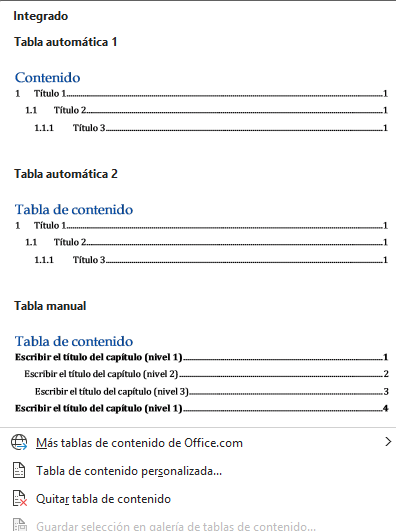 Integrado
Tabla automática 1
Contenido
1 Título 1........................................1
1.1 Título 2........................................1
1.1.1 Título 3........................................1
Tabla automática 2
Tabla de contenido
1 Título 1........................................1
1.1 Título 2........................................1
1.1.1 Título 3........................................1
Tabla manual
Tabla de contenido
Escribir el título del capítulo (nivel 1)........................................1
Escribir el título del capítulo (nivel 2)........................................2
Escribir el título del capítulo (nivel 3)........................................3
Escribir el título del capítulo (nivel 1)........................................4
Más tablas de contenido de Office.com
Tabla de contenido personalizada...
Quitar tabla de contenido
Guardar selección en galería de tablas de contenido...